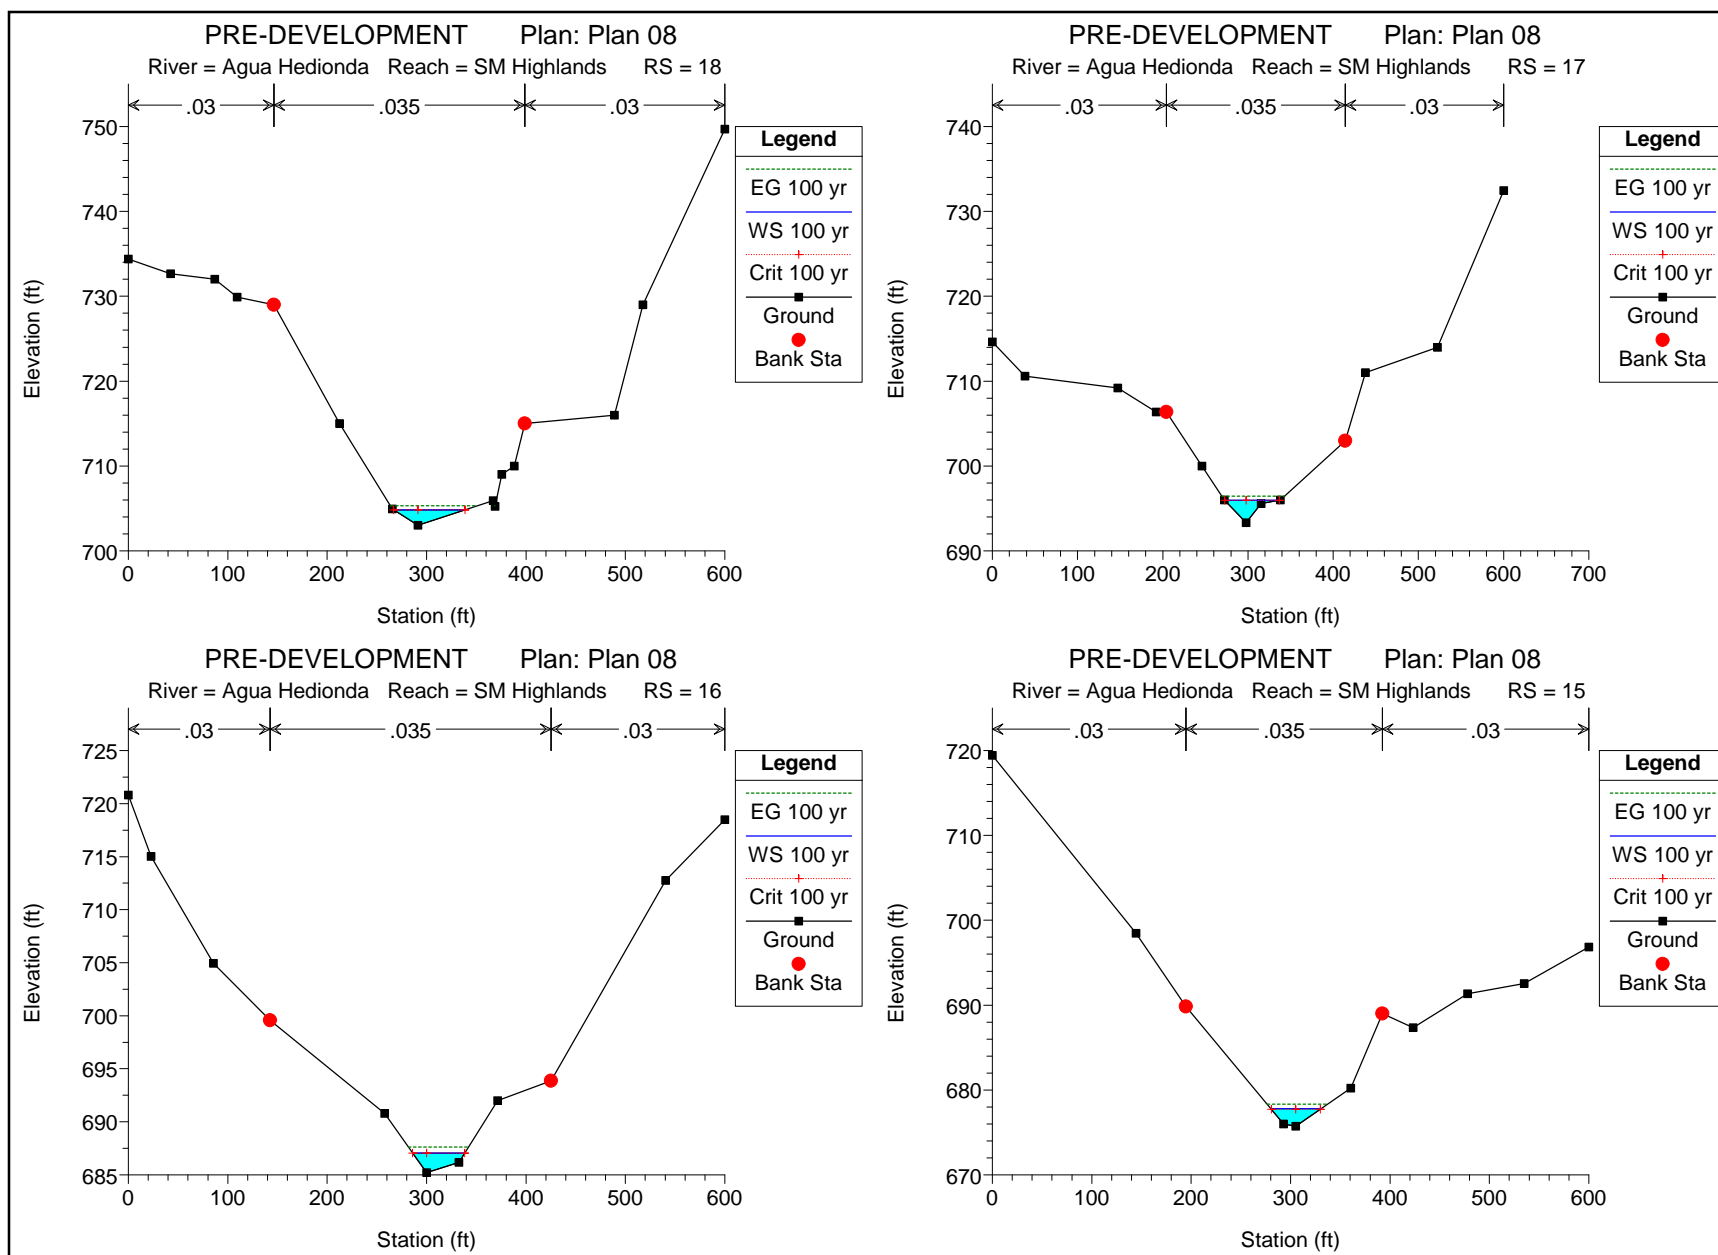 PRE-DEVELOPMENT Plan: Plan 08
River = Agua Hedionda Reach = SM Highlands RS = 18
.03 .035 .03
750
740
730
720
710
700
Elevation (ft)
0 100 200 300 400 500 600
Station (ft)
Legend
EG 100 yr
WS 100 yr
Crit 100 yr
Ground
Bank Sta
PRE-DEVELOPMENT Plan: Plan 08
River = Agua Hedionda Reach = SM Highlands RS = 17
.03 .035 .03
740
730
720
710
700
690
Elevation (ft)
0 100 200 300 400 500 600 700
Station (ft)
Legend
EG 100 yr
WS 100 yr
Crit 100 yr
Ground
Bank Sta
PRE-DEVELOPMENT Plan: Plan 08
River = Agua Hedionda Reach = SM Highlands RS = 16
.03 .035 .03
725
720
715
710
705
700
695
690
685
Elevation (ft)
0 100 200 300 400 500 600
Station (ft)
Legend
EG 100 yr
WS 100 yr
Crit 100 yr
Ground
Bank Sta
PRE-DEVELOPMENT Plan: Plan 08
River = Agua Hedionda Reach = SM Highlands RS = 15
.03 .035 .03
720
710
700
690
680
670
Elevation (ft)
0 100 200 300 400 500 600
Station (ft)
Legend
EG 100 yr
WS 100 yr
Crit 100 yr
Ground
Bank Sta